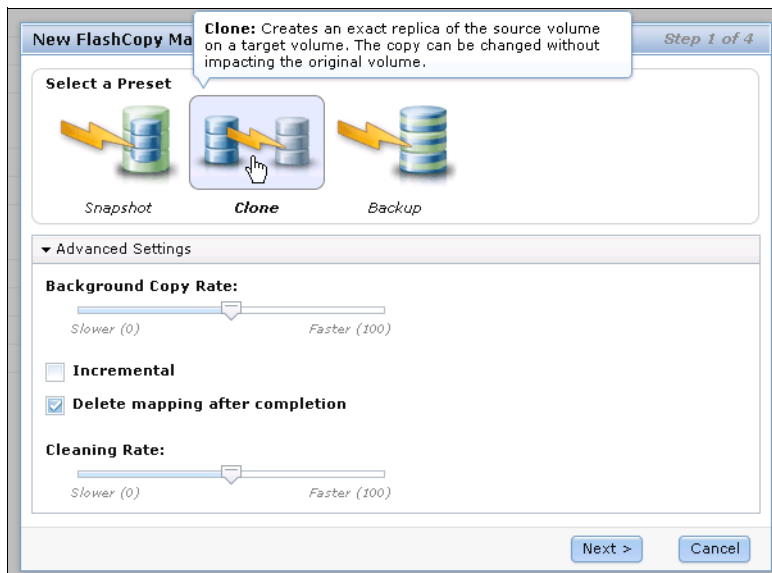 New FlashCopy Ma
Clone: Creates an exact replica of the source volume
on a target volume. The copy can be changed without
impacting the original volume.
Step 1 of 4
Select a Preset
Snapshot
Clone
Backup
Advanced Settings
Background Copy Rate:
Slower (0)
Faster (100)
Incremental
Delete mapping after completion
Cleaning Rate:
Slower (0)
Faster (100)
Next >
Cancel